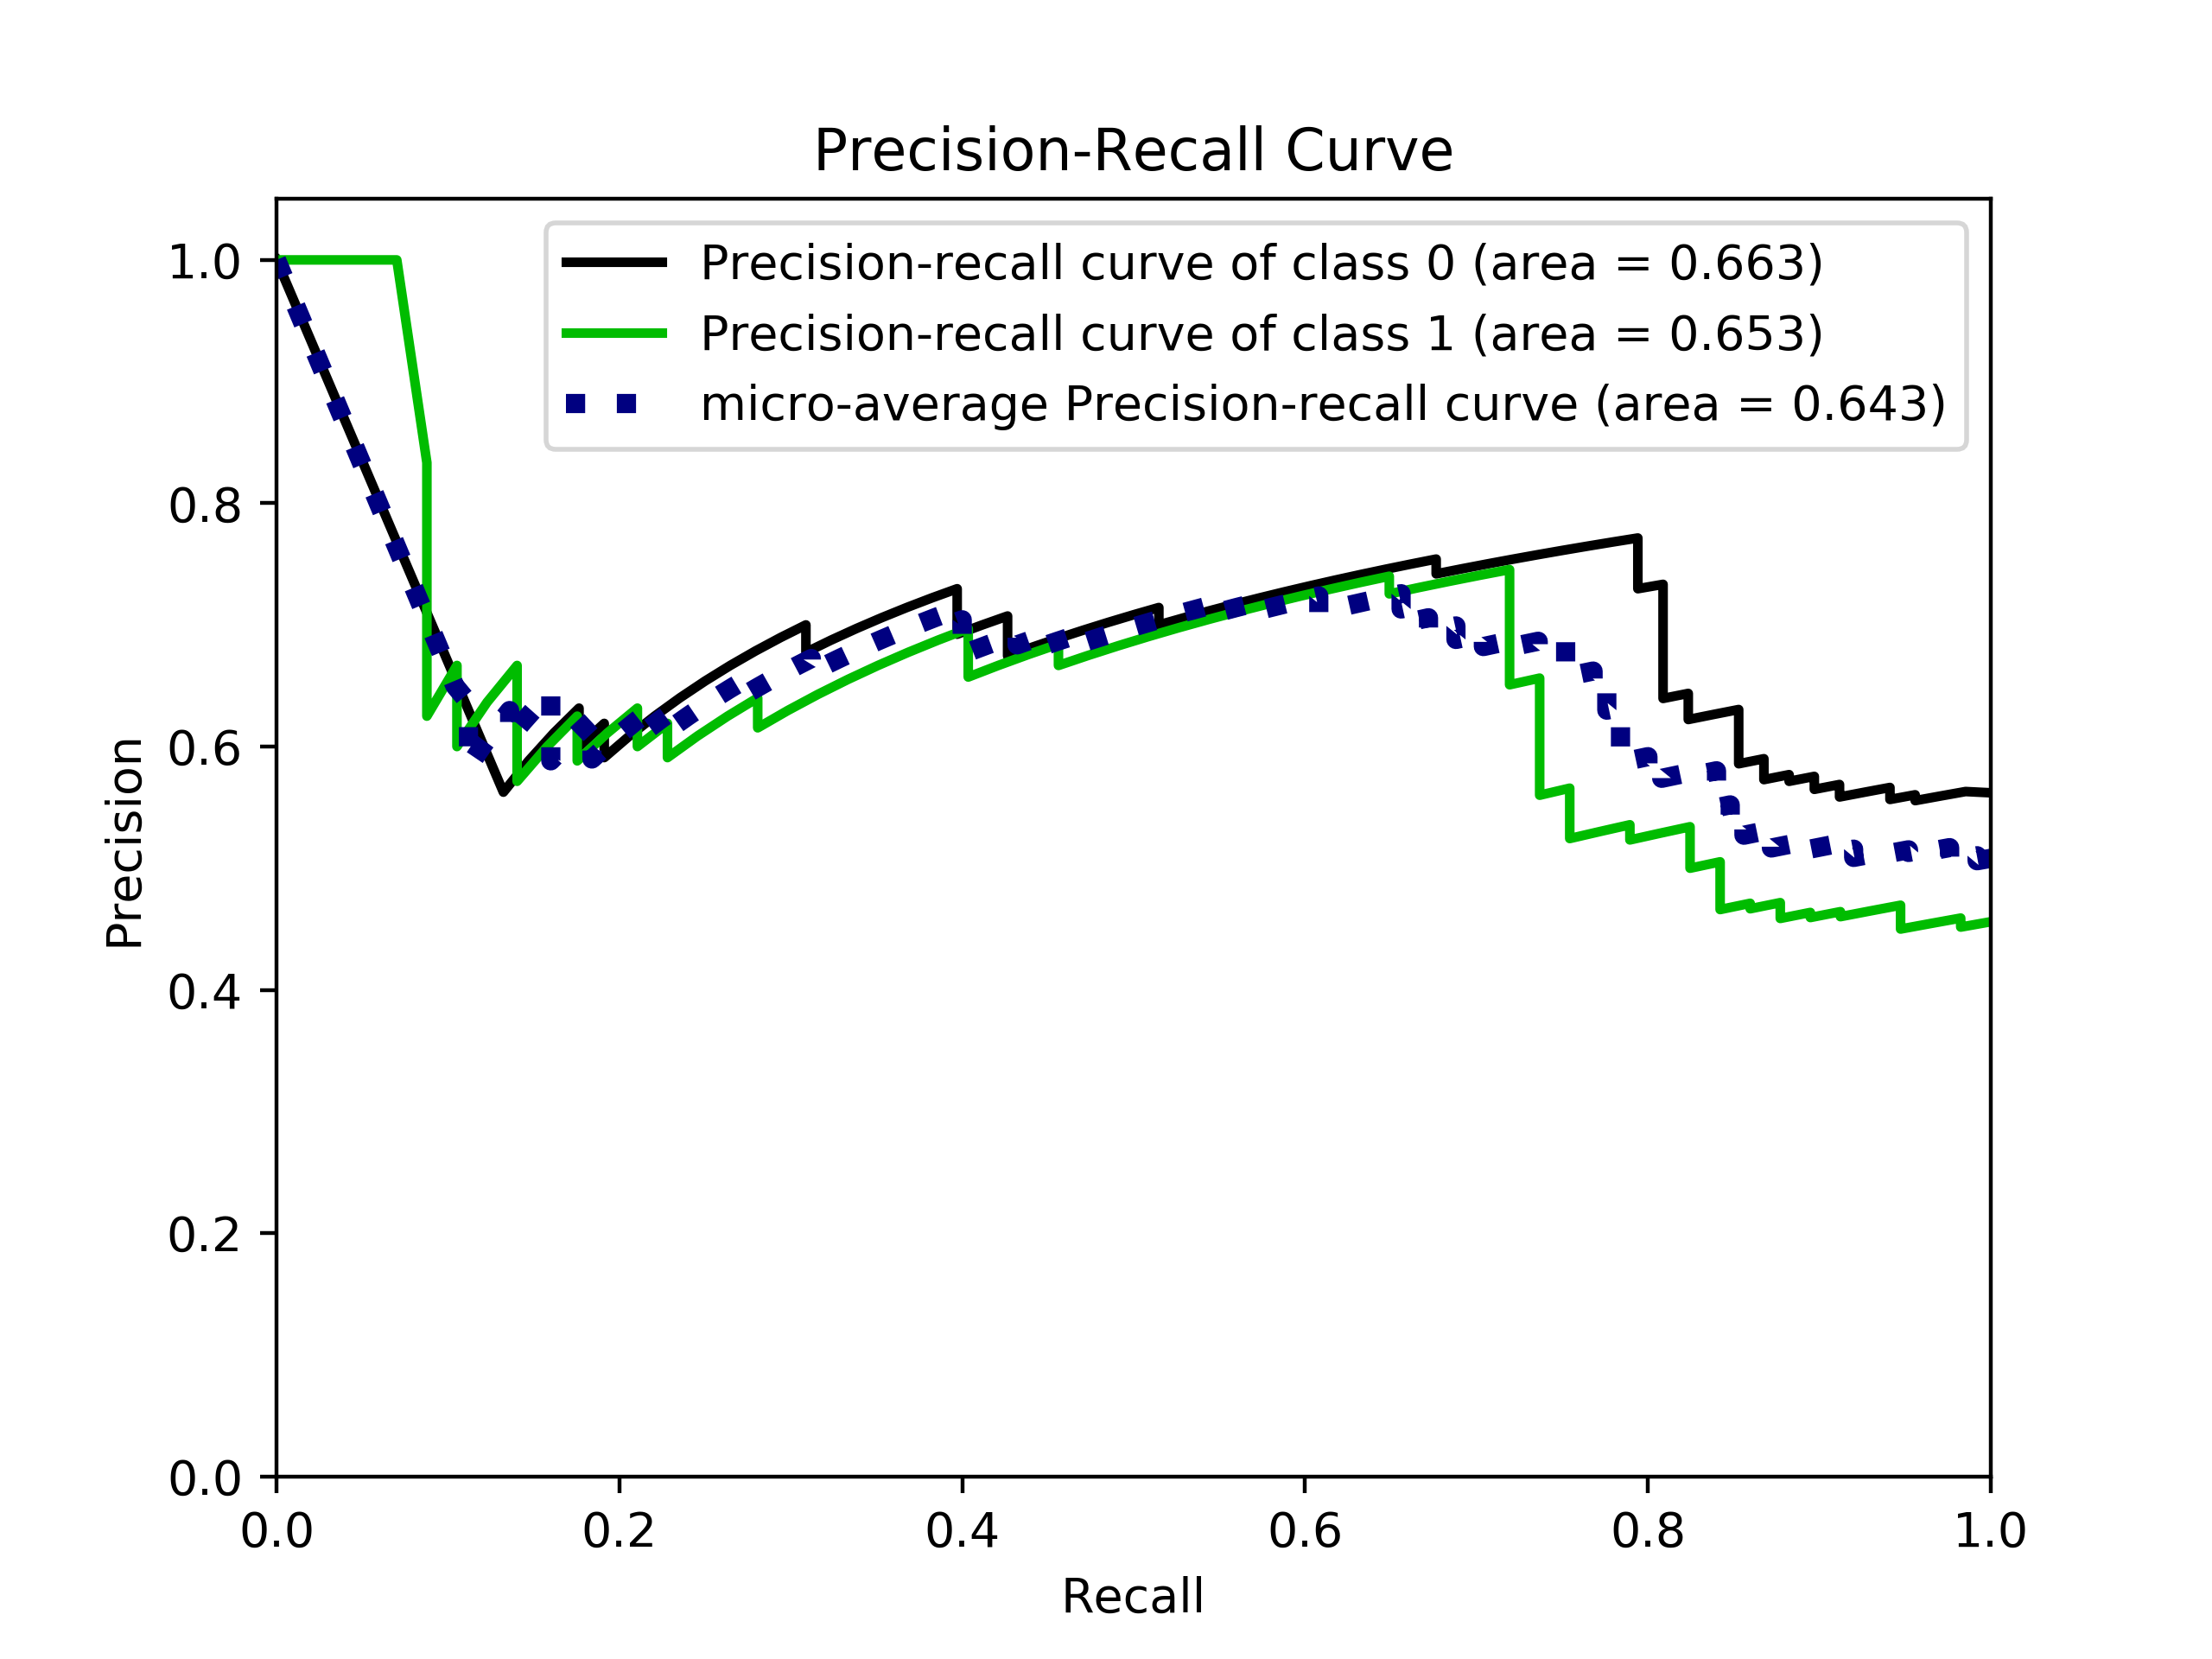 Precision-Recall Curve
Precision-recall curve of class 0 (area = 0.663)
Precision-recall curve of class 1 (area = 0.653)
micro-average Precision-recall curve (area = 0.643)
1.0
0.8
0.6
0.4
0.2
0.0
Precision
0.0 0.2 0.4 0.6 0.8 1.0
Recall